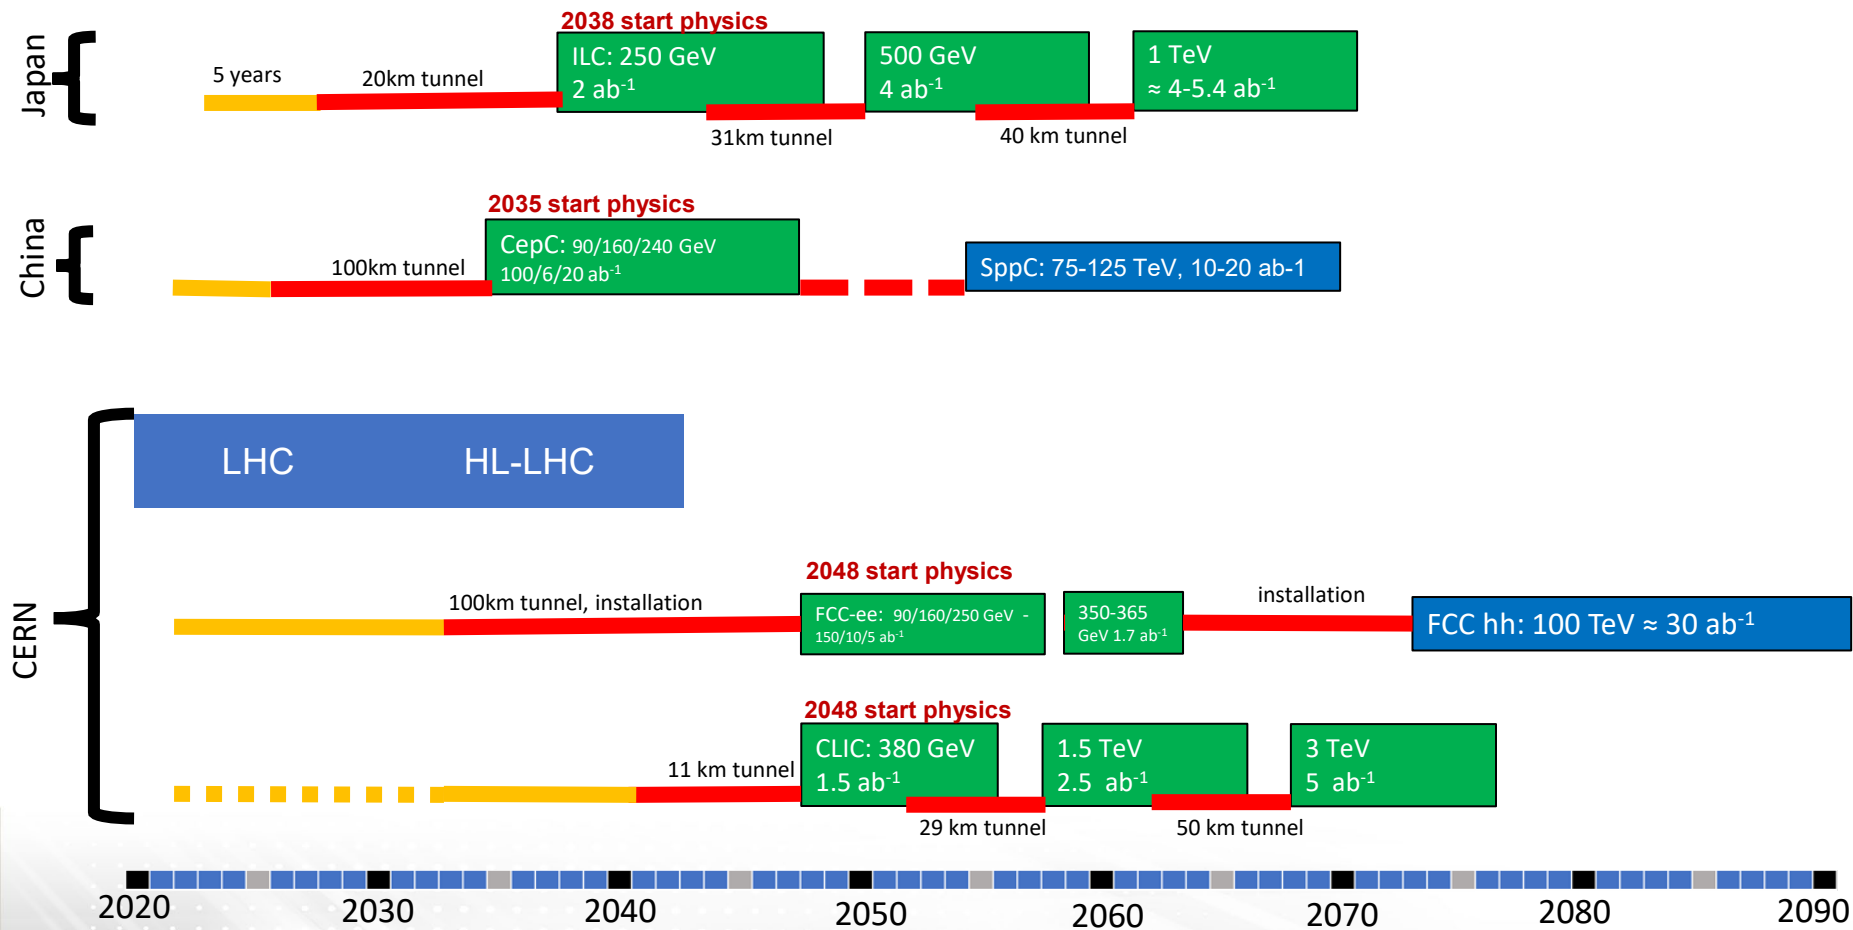 Japan
2038 start physics
5 years
20km tunnel
ILC: 250 GeV
2 ab-1
500 GeV
4 ab-1
1 TeV
≈ 4-5.4 ab-1
31km tunnel
40 km tunnel
China
2035 start physics
100km tunnel
CepC: 90/160/240 GeV
100/6/20 ab-1
SppC: 75-125 TeV, 10-20 ab-1
CERN
LHC
HL-LHC
2048 start physics
100km tunnel, installation
FCC-ee: 90/160/250 GeV -
150/10/5 ab-1
350-365
GeV 1.7 ab-1
installation
FCC hh: 100 TeV ≈ 30 ab-1
2048 start physics
11 km tunnel
CLIC: 380 GeV
1.5 ab-1
1.5 TeV
2.5 ab-1
3 TeV
5 ab-1
29 km tunnel
50 km tunnel
2020
2030
2040
2050
2060
2070
2080
2090